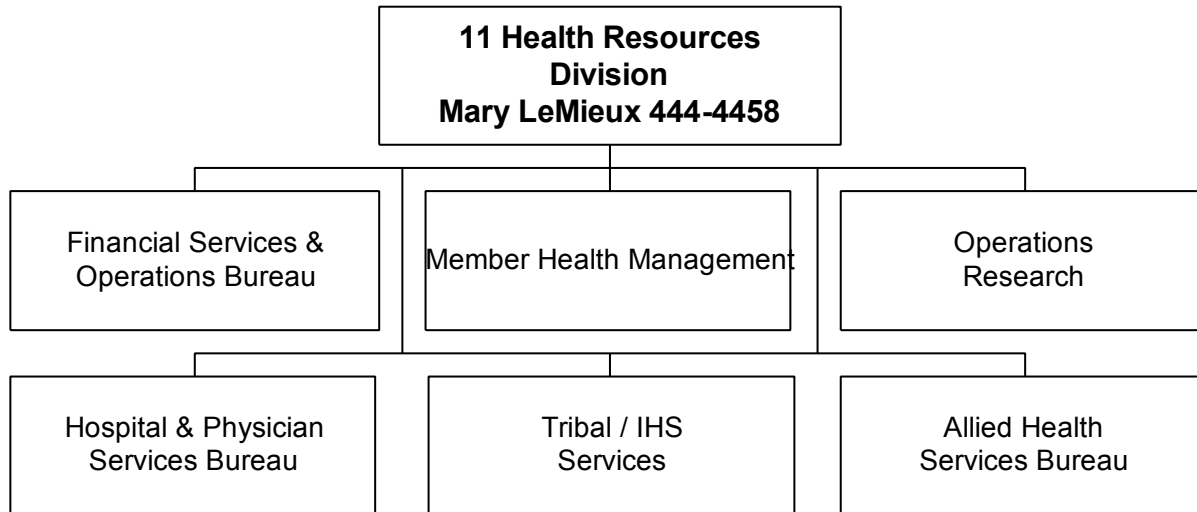 11 Health Resources
Division
Mary LeMieux 444-4458
Financial Services &
Operations Bureau
Member Health Management
Operations
Research
Hospital & Physician
Services Bureau
Tribal / IHS
Services
Allied Health
Services Bureau